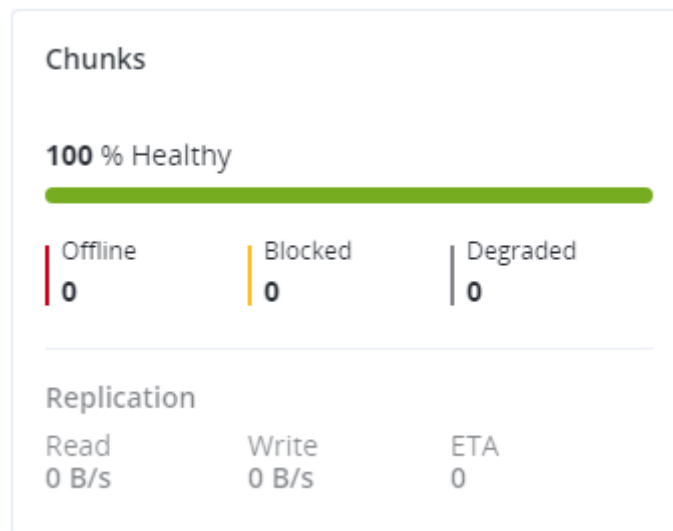 Chunks
100 % Healthy
Offline Blocked Degraded
0 0 0
Replication
Read Write ETA
0 B/s 0 B/s 0